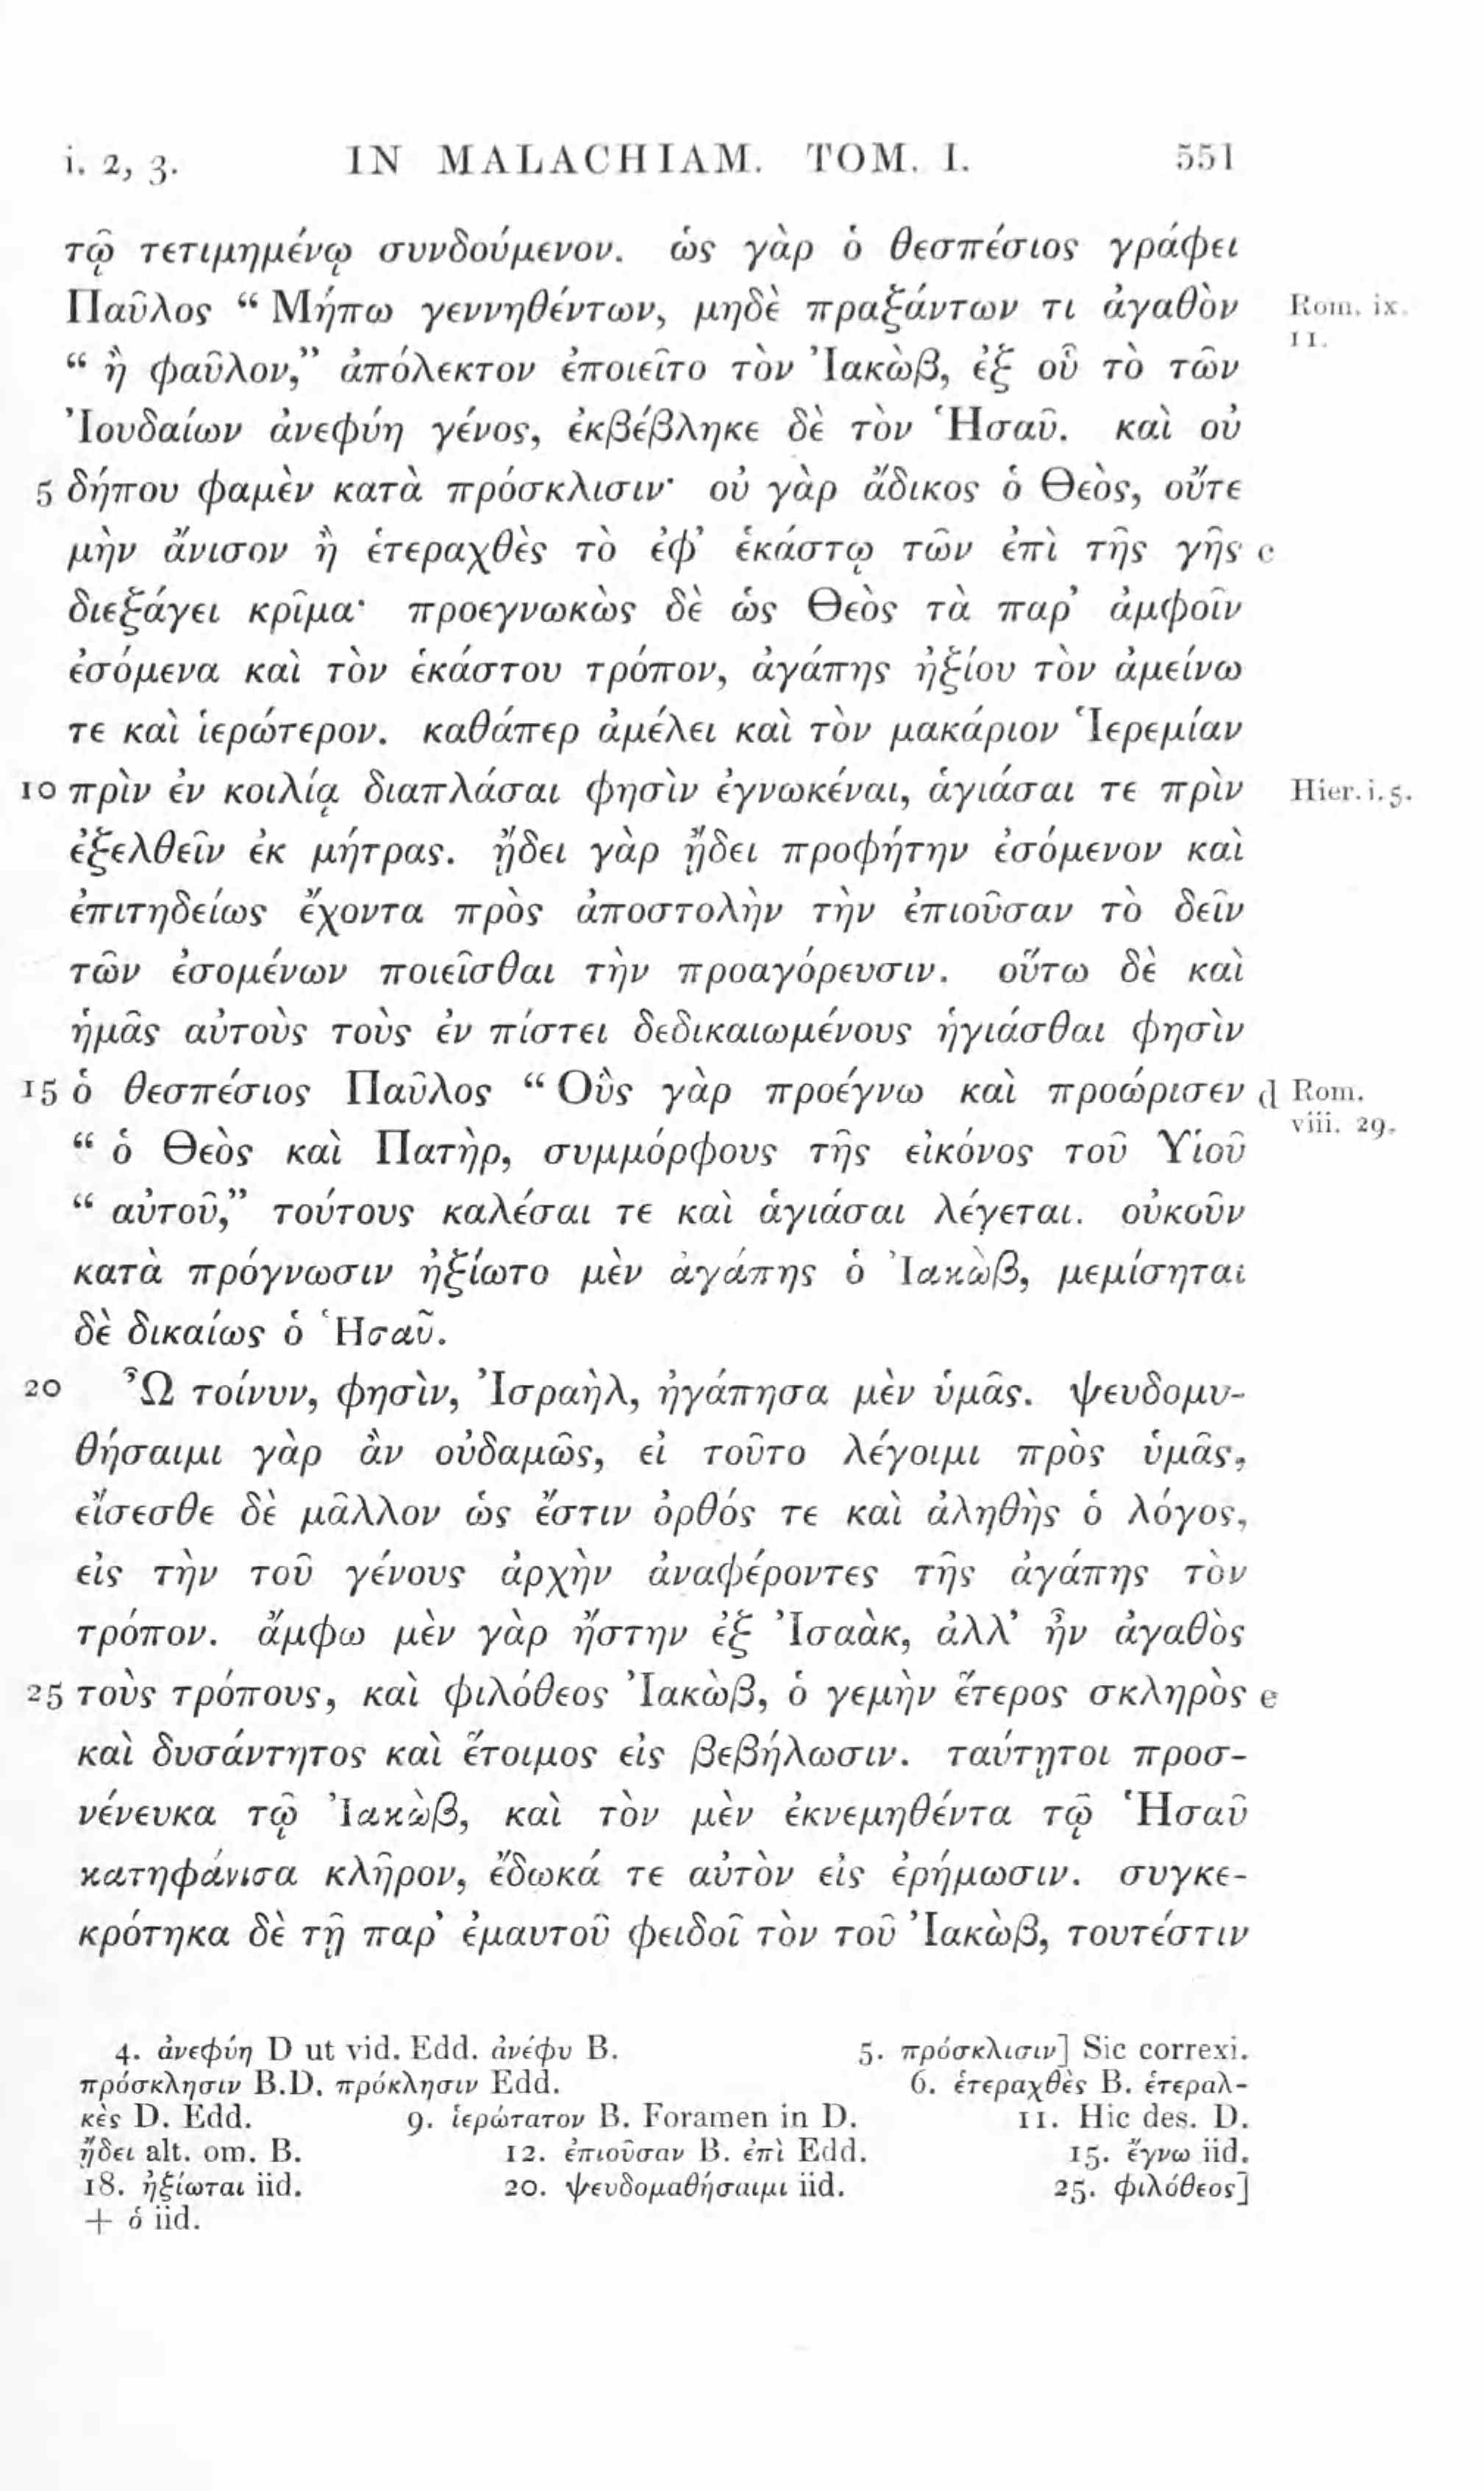 i. 2, 3. IN MALACHIAM. TOM. I. 551
τῷ τετιμημένῳ συνδούμενον. ὡς γὰρ ὁ θεσπέσιος γράφει
Παῦλος “ Μήπω γεννηθέντων, μηδὲ πραξάντων τι ἀγαθὸν Rom. ix.
“ ἢ φαῦλον,” ἀπόλεκτον ἐποιεῖτο τὸν Ἰακὼβ, ἐξ οὗ τὸ τῶν 11.
Ἰουδαίων ἀνεφύη γένος, ἐκβέβληκε δὲ τὸν Ἡσαῦ. καὶ οὐ
5 δήπου φαμὲν κατὰ πρόσκλισιν· οὐ γὰρ ἄδικος ὁ Θεὸς, οὔτε
μὴν ἄνισον ἢ ἑτεραχθὲς τὸ ἐφ’ ἑκάστῳ τῶν ἐπὶ τῆς γῆς c
διεξάγει κρῖμα· προεγνωκὼς δὲ ὡς Θεὸς τὰ παρ’ ἀμφοῖν
ἐσόμενα καὶ τὸν ἑκάστου τρόπον, ἀγάπης ἠξίου τὸν ἀμείνω
τε καὶ ἱερώτερον. καθάπερ ἀμέλει καὶ τὸν μακάριον Ἱερεμίαν
10 πρὶν ἐν κοιλίᾳ διαπλάσαι φησὶν ἐγνωκέναι, ἁγιάσαι τε πρὶν Hier. i. 5.
ἐξελθεῖν ἐκ μήτρας. ᾔδει γὰρ ᾔδει προφήτην ἐσόμενον καὶ
ἐπιτηδείως ἔχοντα πρὸς ἀποστολὴν τὴν ἐπιοῦσαν τὸ δεῖν
τῶν ἐσομένων ποιεῖσθαι τὴν προαγόρευσιν. οὕτω δὲ καὶ
ἡμᾶς αὐτοὺς τοὺς ἐν πίστει δεδικαιωμένους ἡγιάσθαι φησὶν
15 ὁ θεσπέσιος Παῦλος “ Οὓς γὰρ προέγνω καὶ προώρισεν d Rom.
“ ὁ Θεὸς καὶ Πατὴρ, συμμόρφους τῆς εἰκόνος τοῦ Υἱοῦ viii. 29.
“ αὐτοῦ,” τούτους καλέσαι τε καὶ ἁγιάσαι λέγεται. οὐκοῦν
κατὰ πρόγνωσιν ἠξίωτο μὲν ἀγάπης ὁ Ἰακὼβ, μεμίσηται
δὲ δικαίως ὁ Ἡσαῦ.
20 Ὦ τοίνυν, φησὶν, Ἰσραὴλ, ἠγάπησα μὲν ὑμᾶς. ψευδομυ-
θήσαιμι γὰρ ἂν οὐδαμῶς, εἰ τοῦτο λέγοιμι πρὸς ὑμᾶς,
εἴσεσθε δὲ μᾶλλον ὡς ἔστιν ὀρθός τε καὶ ἀληθὴς ὁ λόγος,
εἰς τὴν τοῦ γένους ἀρχὴν ἀναφέροντες τῆς ἀγάπης τὸν
τρόπον. ἄμφω μὲν γὰρ ἤστην ἐξ Ἰσαὰκ, ἀλλ’ ἦν ἀγαθὸς
25 τοὺς τρόπους, καὶ φιλόθεος Ἰακὼβ, ὁ γεμὴν ἕτερος σκληρὸς e
καὶ δυσάντητος καὶ ἕτοιμος εἰς βεβήλωσιν. ταύτῃτοι προσ-
νένευκα τῷ Ἰακὼβ, καὶ τὸν μὲν ἐκνεμηθέντα τῷ Ἡσαῦ
κατηφάνισα κλῆρον, ἔδωκά τε αὐτὸν εἰς ἐρήμωσιν. συγκε-
κρότηκα δὲ τῇ παρ’ ἐμαυτοῦ φειδοῖ τὸν τοῦ Ἰακὼβ, τουτέστιν
4. ἀνεφύη D ut vid. Edd. ἀνέφυ B. 5. πρόσκλισιν] Sic correxi.
πρόσκλησιν B.D. πρόκλησιν Edd. 6. ἑτεραχθὲς B. ἑτεραλ-
κὲς D. Edd. 9. ἱερώτατον B. Foramen in D. 11. Hic des. D.
ᾔδει alt. om. B. 12. ἐπιοῦσαν B. ἐπὶ Edd. 15. ἔγνω iid.
18. ἠξίωται iid. 20. ψευδομαθήσαιμι iid. 25. φιλόθεος]
+ ὁ iid.